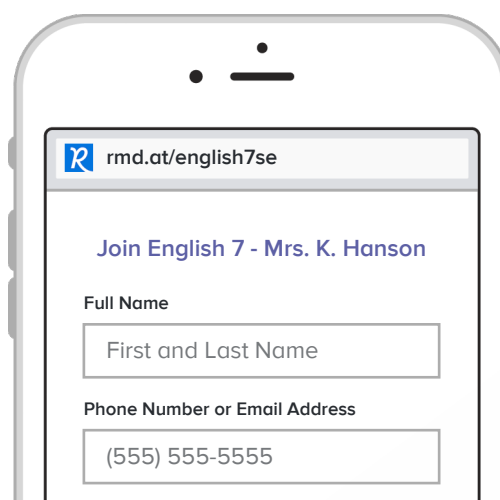 rmd.at/english7se
Join English 7 - Mrs. K. Hanson
Full Name
First and Last Name
Phone Number or Email Address
(555) 555-5555